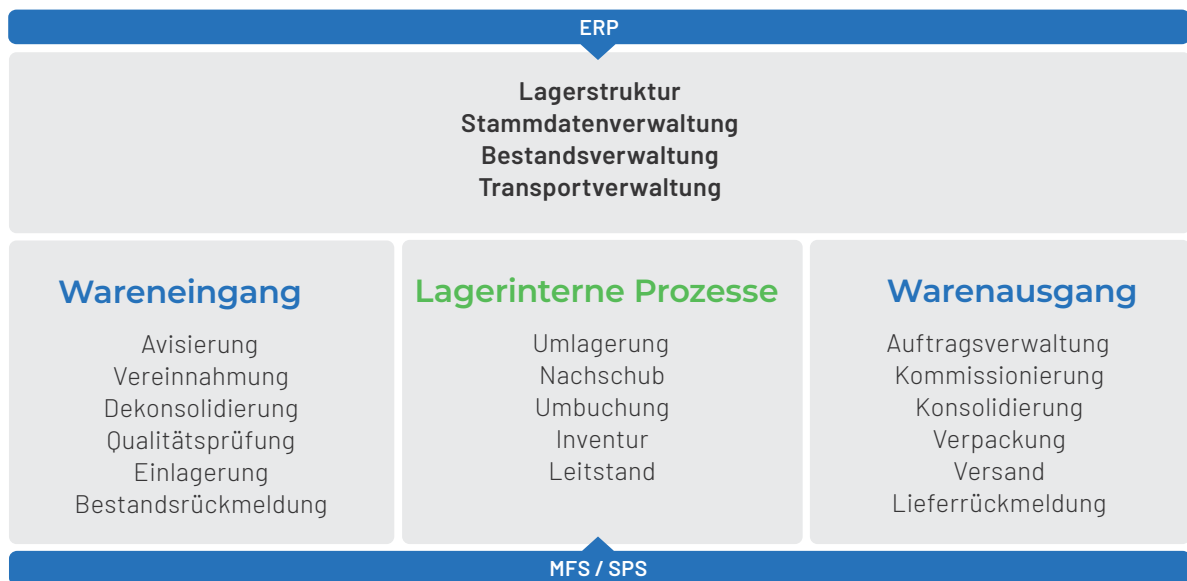 ERP
Lagerstruktur
Stammdatenverwaltung
Bestandsverwaltung
Transportverwaltung
Wareneingang
Avisierung
Vereinnahmung
Dekonsolidierung
Qualitätsprüfung
Einlagerung
Bestandsrückmeldung
Lagerinterne Prozesse
Umlagerung
Nachschub
Umbuchung
Inventur
Leitstand
Warenausgang
Auftragsverwaltung
Kommissionierung
Konsolidierung
Verpackung
Versand
Lieferrückmeldung
MFS / SPS